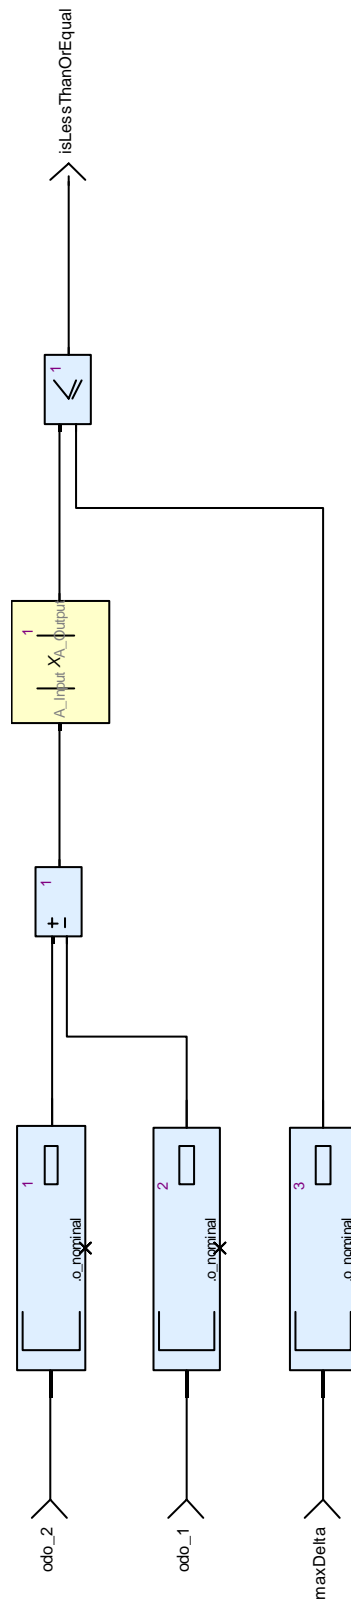 isLessThanOrEqual
1
≤
1
A_Input
X
A_Output
1
+
−
1
.o_nominal
2
.o_nominal
3
.o_nominal
odo_2
odo_1
maxDelta